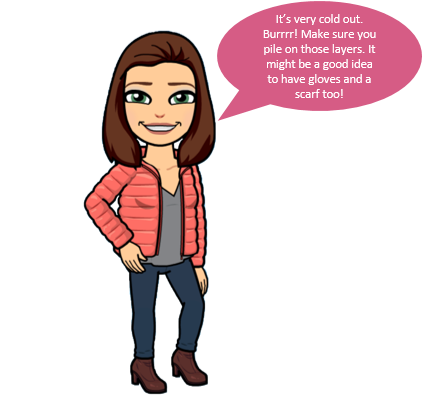 It's very cold out.
Burrrr! Make sure you
pile on those layers. It
might be a good idea
to have gloves and a
scarf too!